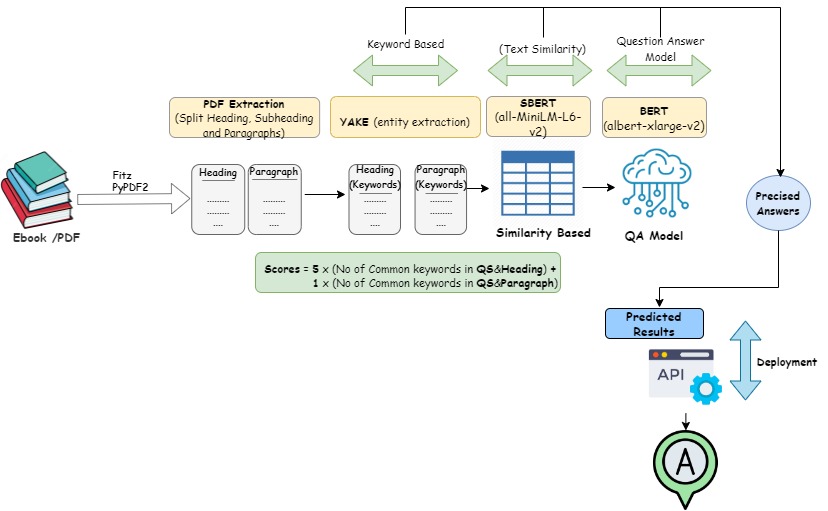 Keyword Based
(Text Similarity)
Question Answer
Model
PDF Extraction
(Split Heading, Subheading
and Paragraphs)
YAKE (entity extraction)
SBERT
(all-MiniLM-L6-
v2)
BERT
(albert-xlarge-v2)
Fitz
PyPDF2
Heading
.........
.........
....
Paragraph
.........
.........
....
Heading
(Keywords)
.........
.........
....
Paragraph
(Keywords)
.........
.........
....
Ebook /PDF
Similarity Based
QA Model
Precised
Answers
Scores = 5 x (No of Common keywords in QS&Heading) +
1 x (No of Common keywords in QS&Paragraph)
Predicted
Results
API
Deployment
A